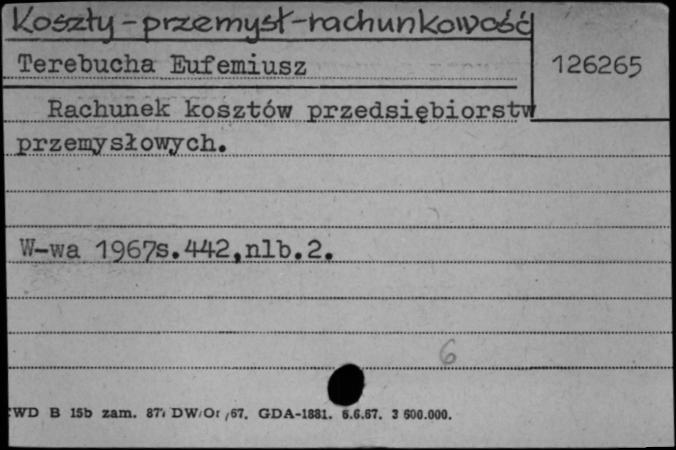 Koszty-przemysł-rachunkowość
Terebucha Eufemiusz 126265
Rachunek kosztów przedsiębiorstw
przemysłowych.
W-wa 1967s.442,nlb.2.
6
WD B 15b zam. DW/Or /67. GDA-1881. 6.6.67. 3 600.000.